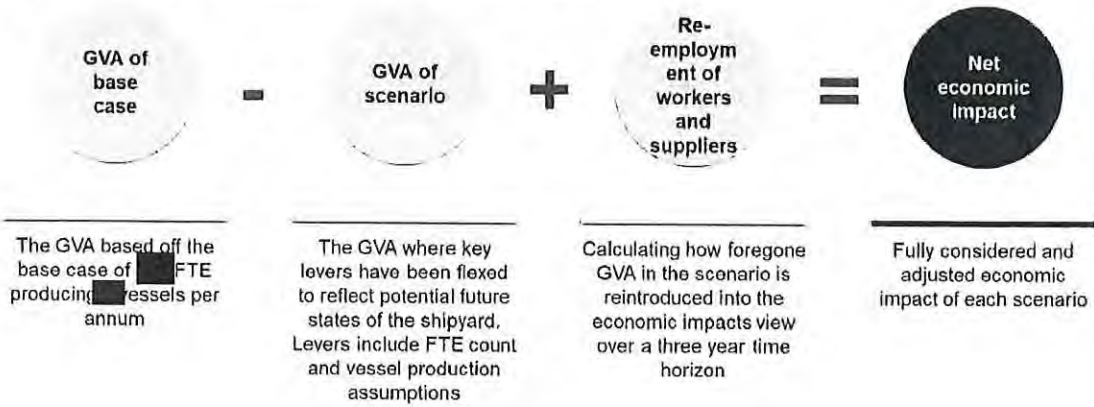 GVA of
base
case
-
GVA of
scenario
+
Re-
employm
ent of
workers
and
suppliers
=
Net
economic
impact
The GVA based off the
base case of FTE
producing vessels per
annum
The GVA where key
levers have been flexed
to reflect potential future
states of the shipyard.
Levers include FTE count
and vessel production
assumptions
Calculating how foregone
GVA in the scenario is
reintroduced into the
economic impacts view
over a three year time
horizon
Fully considered and
adjusted economic
impact of each scenario